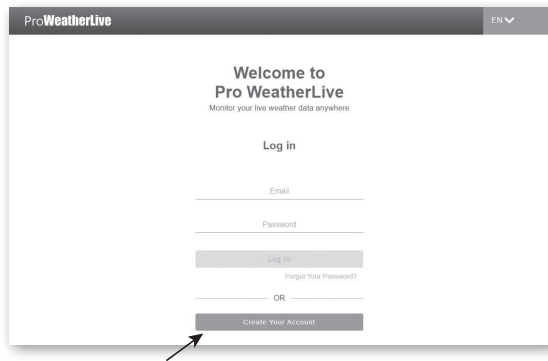 ProWeatherLive
EN
Welcome to
Pro WeatherLive
Monitor your live weather data anywhere
Log in
Email
Password
Log In
Forgot Your Password?
OR
Create Your Account